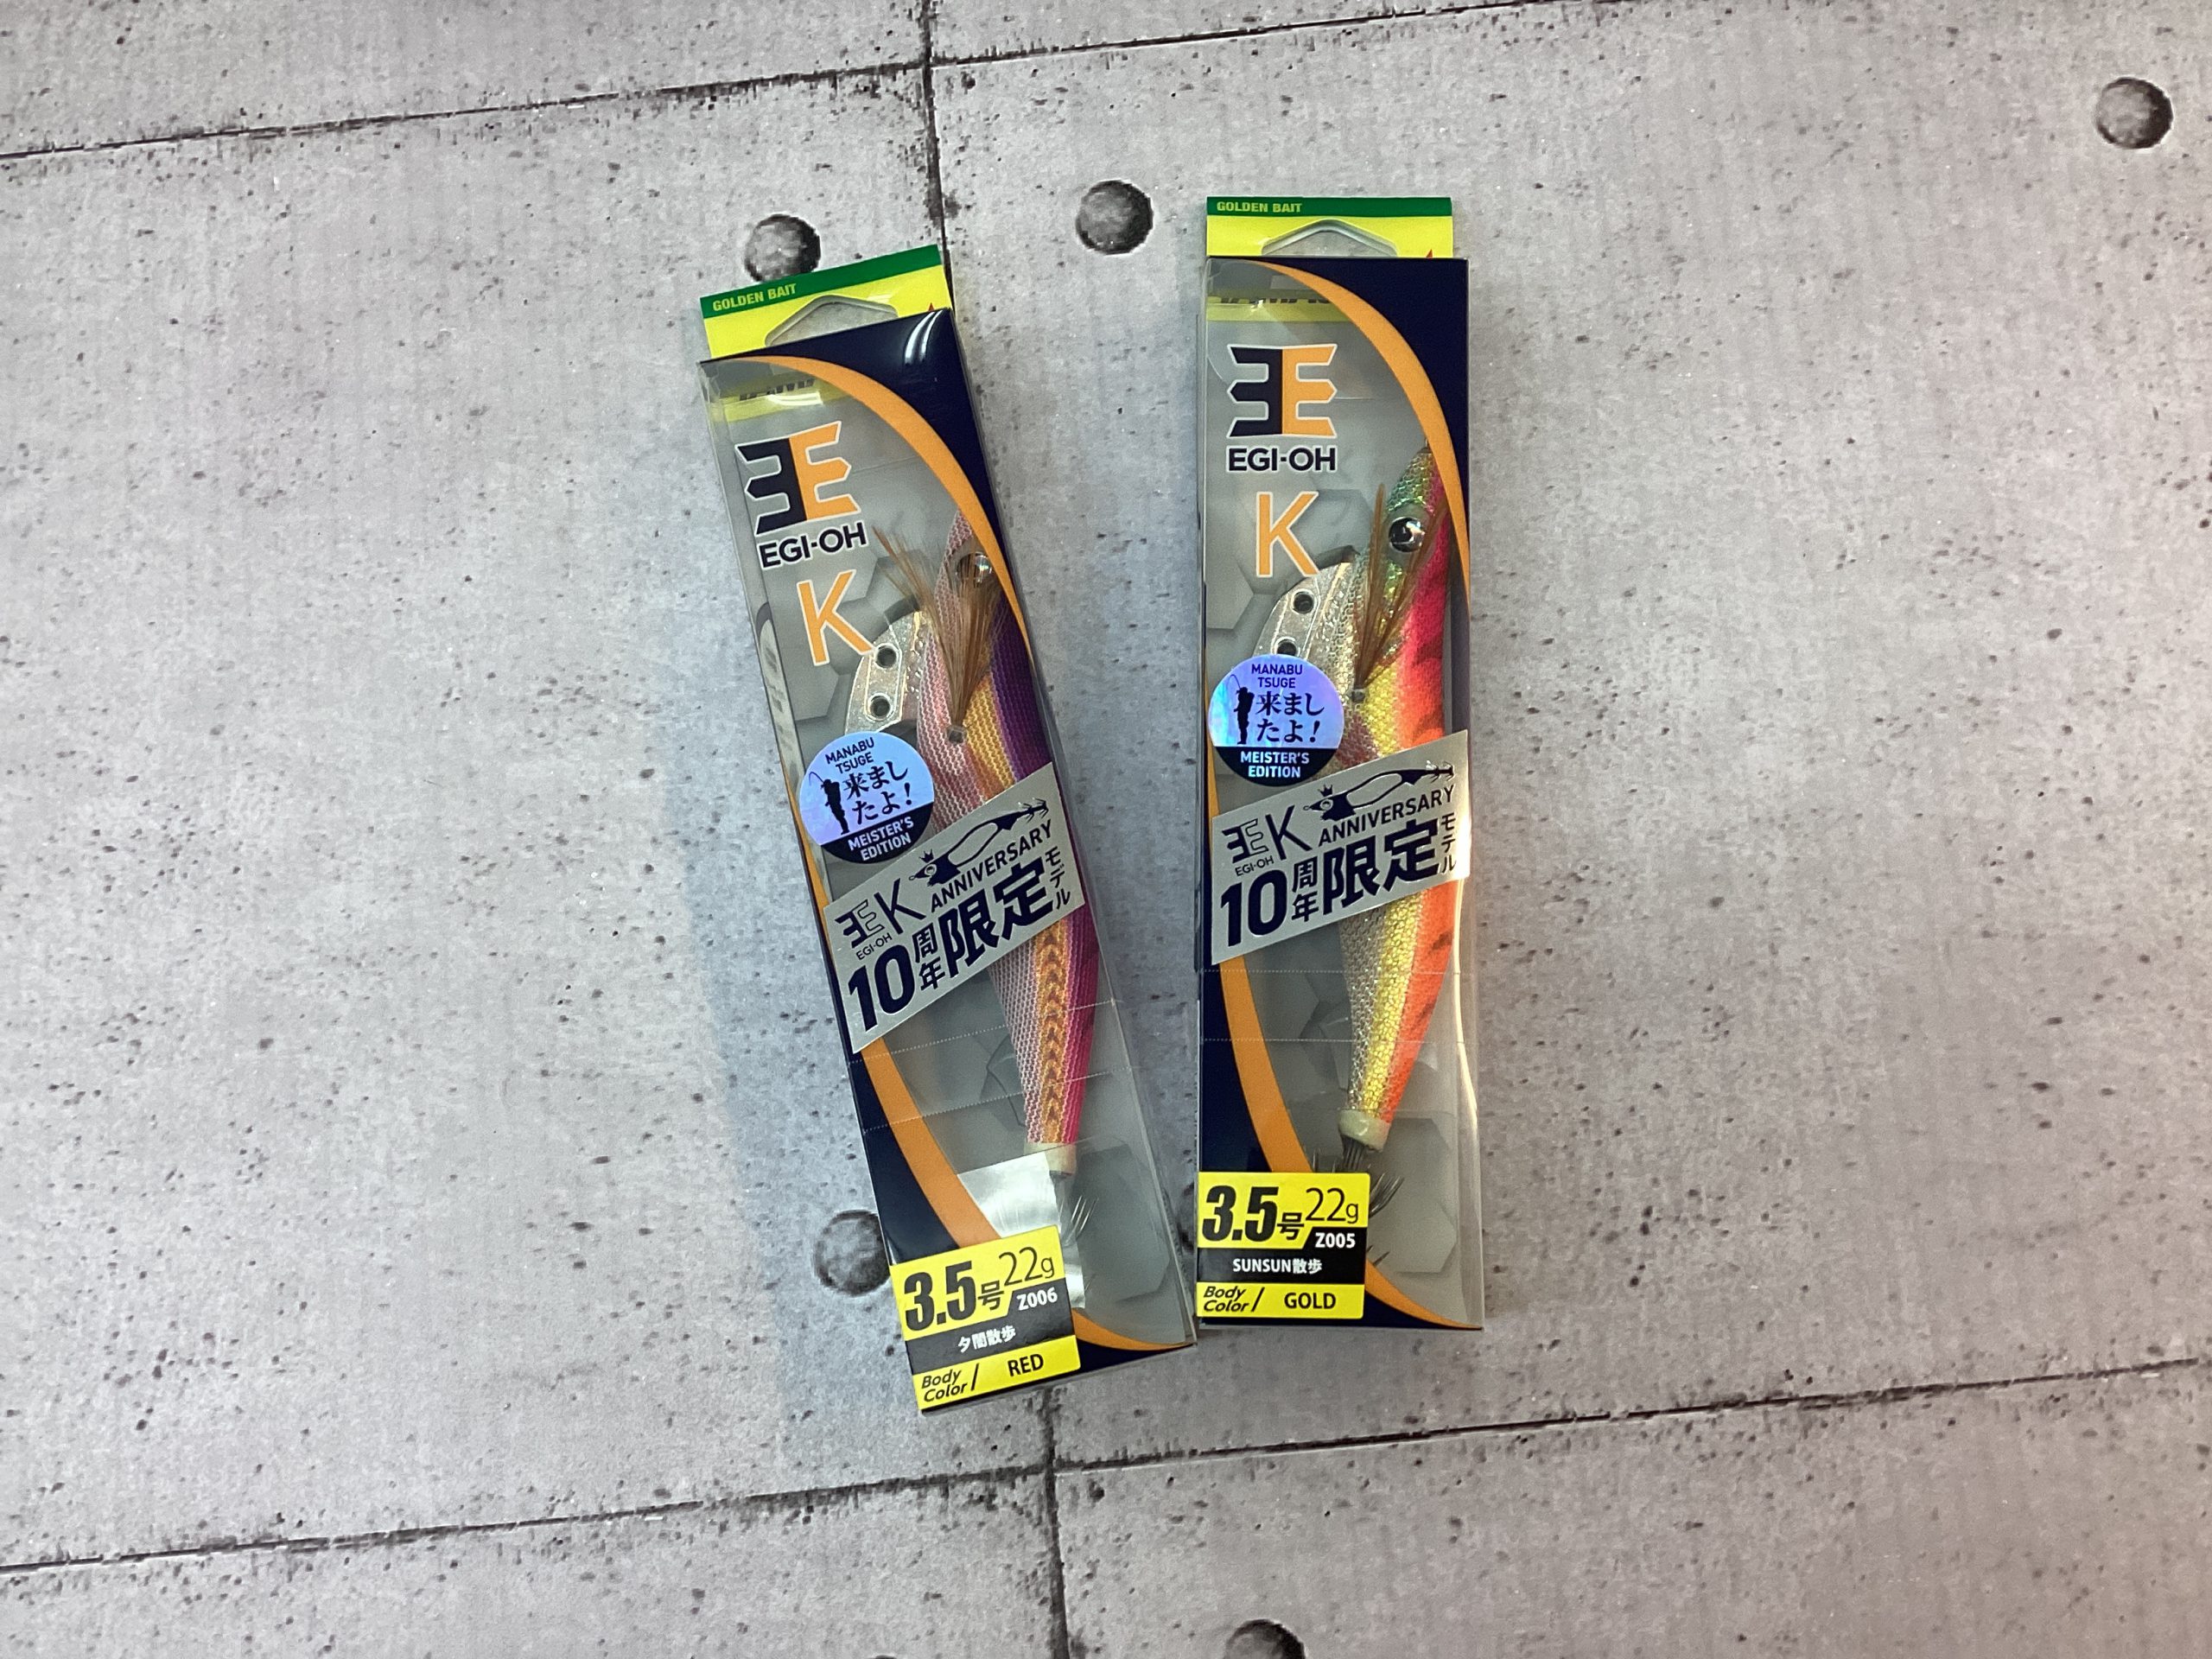 GOLDEN BAIT
EGI-OH
K
MANABU
TSUGE
来まし
たよ!
MEISTER'S
EDITION
EGI-OH K
ANNIVERSARY
10周年限定モデル
3.5号 22g
Z006
夕闇散歩
Body Color / RED
GOLDEN BAIT
EGI-OH
K
MANABU
TSUGE
来まし
たよ!
MEISTER'S
EDITION
EGI-OH K
ANNIVERSARY
10周年限定モデル
3.5号 22g
Z005
SUNSUN散歩
Body Color / GOLD